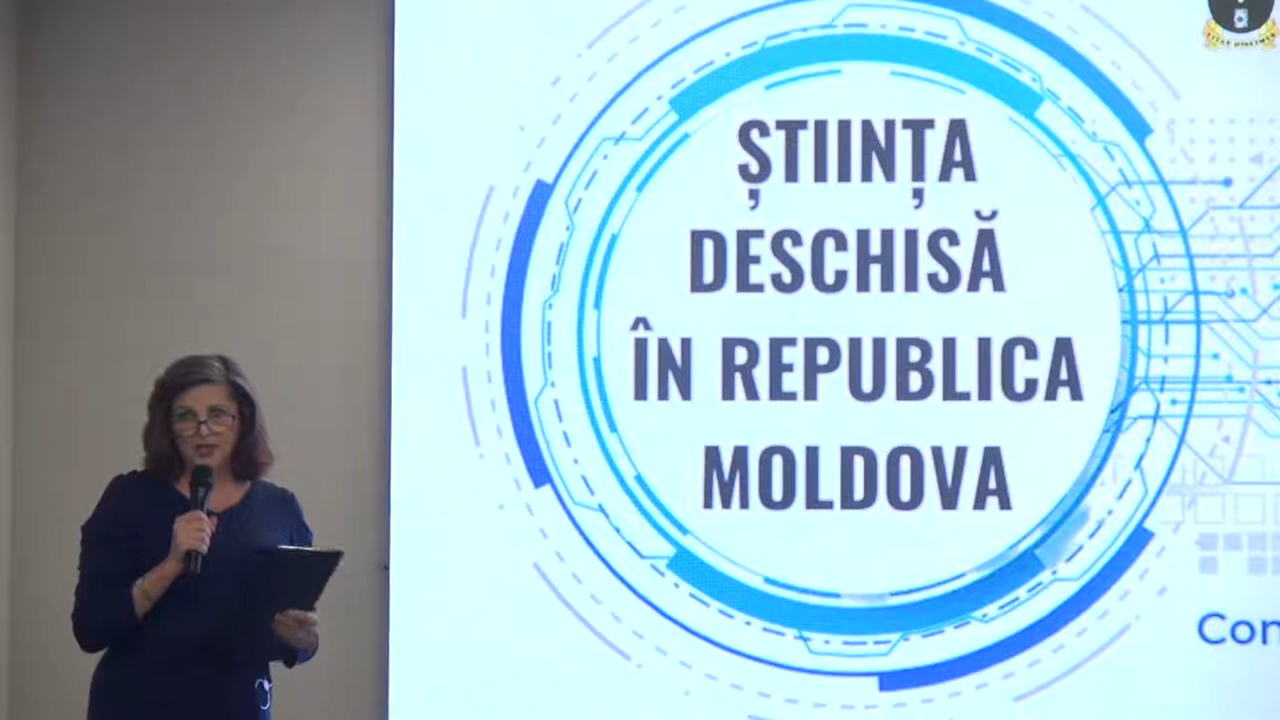 ȘTIINȚA
DESCHISĂ
ÎN REPUBLICA
MOLDOVA
Con